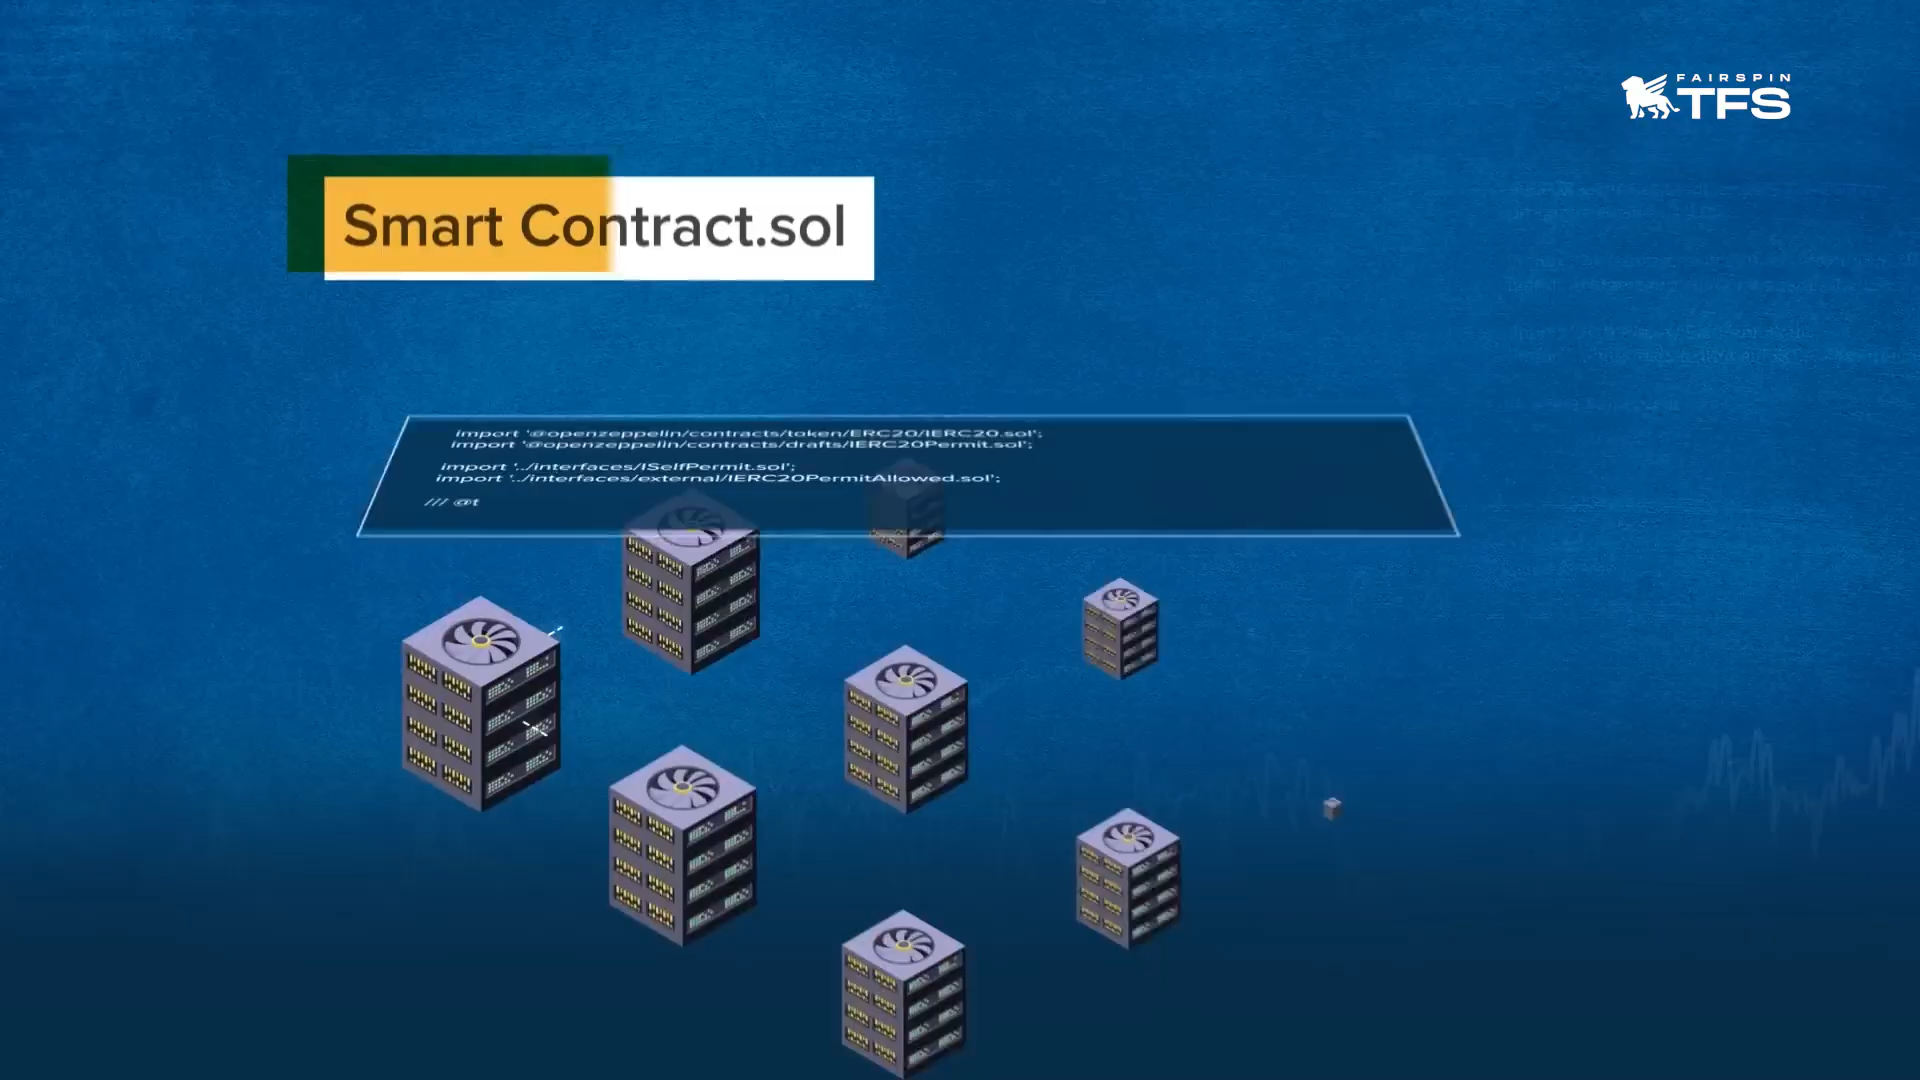 FAIRSPIN
TFS
Smart Contract.sol
import '@openzeppelin/contracts/token/ERC20/IERC20.sol';
import '@openzeppelin/contracts/drafts/IERC20Permit.sol';
import '../interfaces/ISelfPermit.sol';
import '../interfaces/external/IERC20PermitAllowed.sol';
/// @t